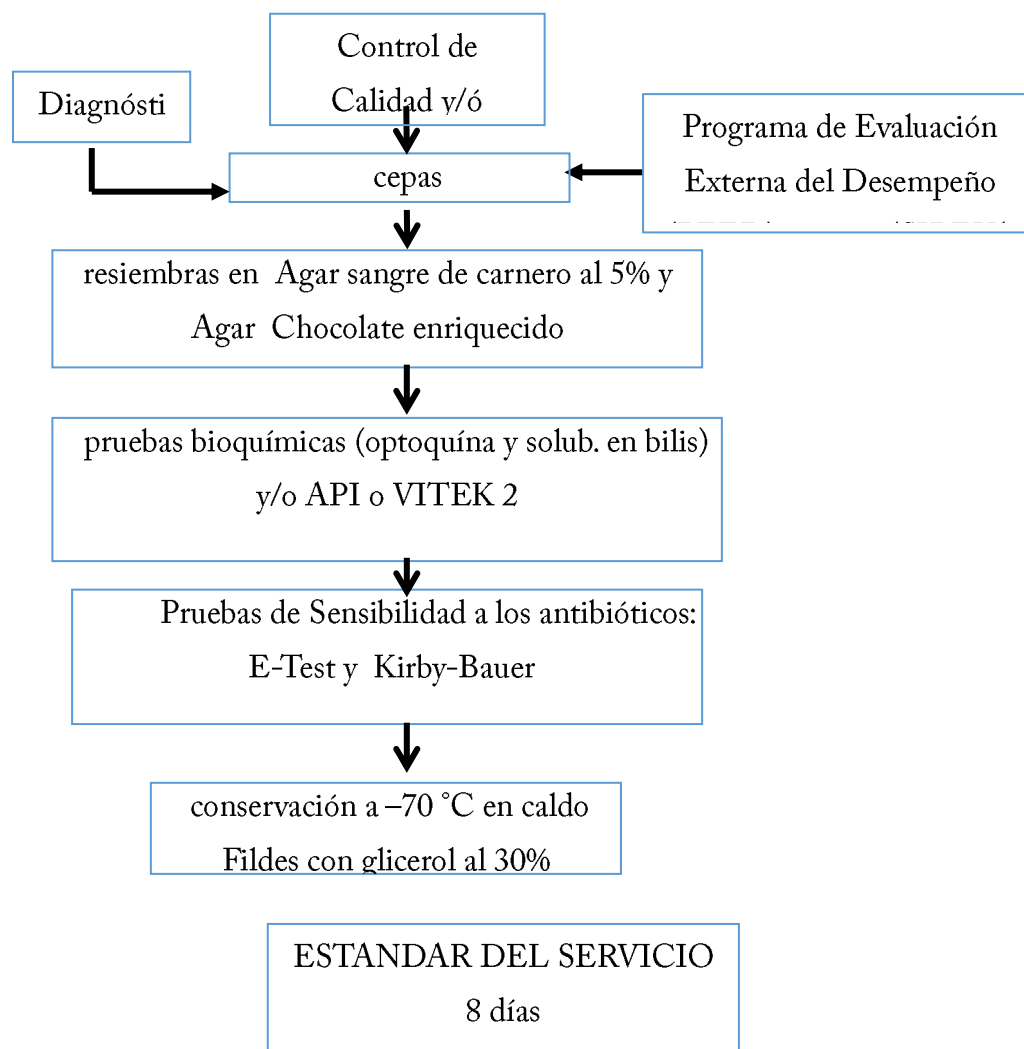 Control de
Calidad y/ó
Diagnósti
Programa de Evaluación
Externa del Desempeño
cepas
resiembras en Agar sangre de carnero al 5% y
Agar Chocolate enriquecido
pruebas bioquímicas (optoquína y solub. en bilis)
y/o API o VITEK 2
Pruebas de Sensibilidad a los antibióticos:
E-Test y Kirby-Bauer
conservación a –70 °C en caldo
Fildes con glicerol al 30%
ESTANDAR DEL SERVICIO
8 días